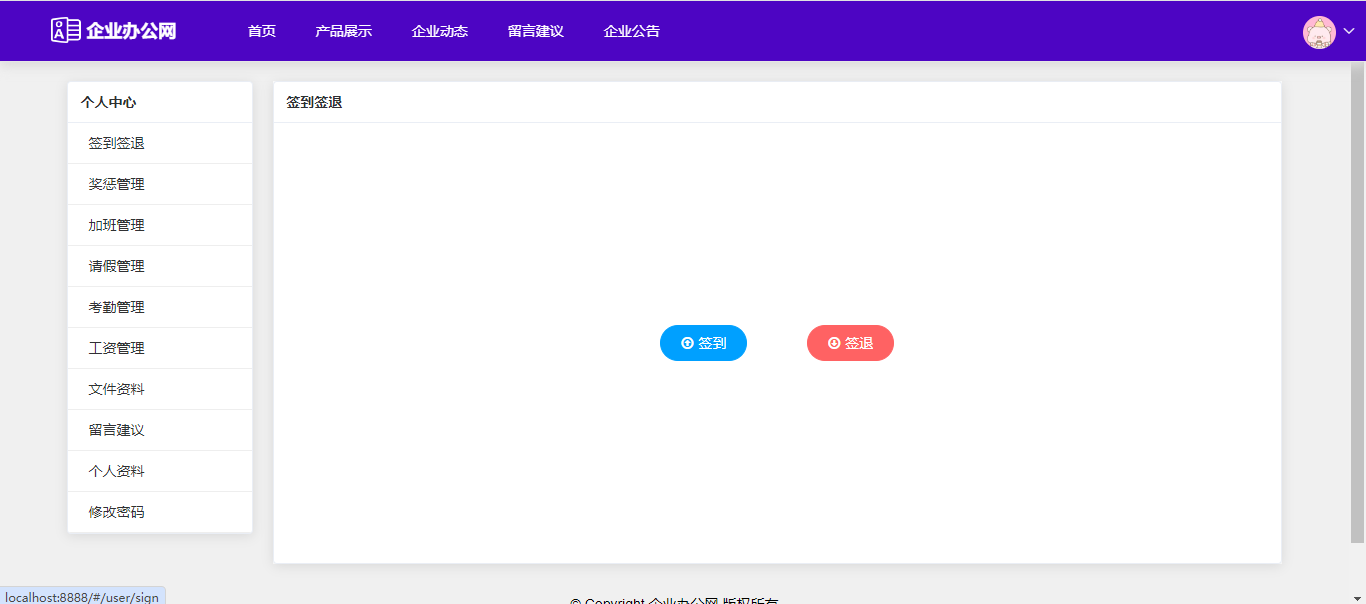 企业办公网 首页 产品展示 企业动态 留言建议 企业公告
个人中心
签到签退
奖惩管理
加班管理
请假管理
考勤管理
工资管理
文件资料
留言建议
个人资料
修改密码
签到签退
签到 签退
© Copyright 企业办公网 版权所有
localhost:8888/#/user/sign